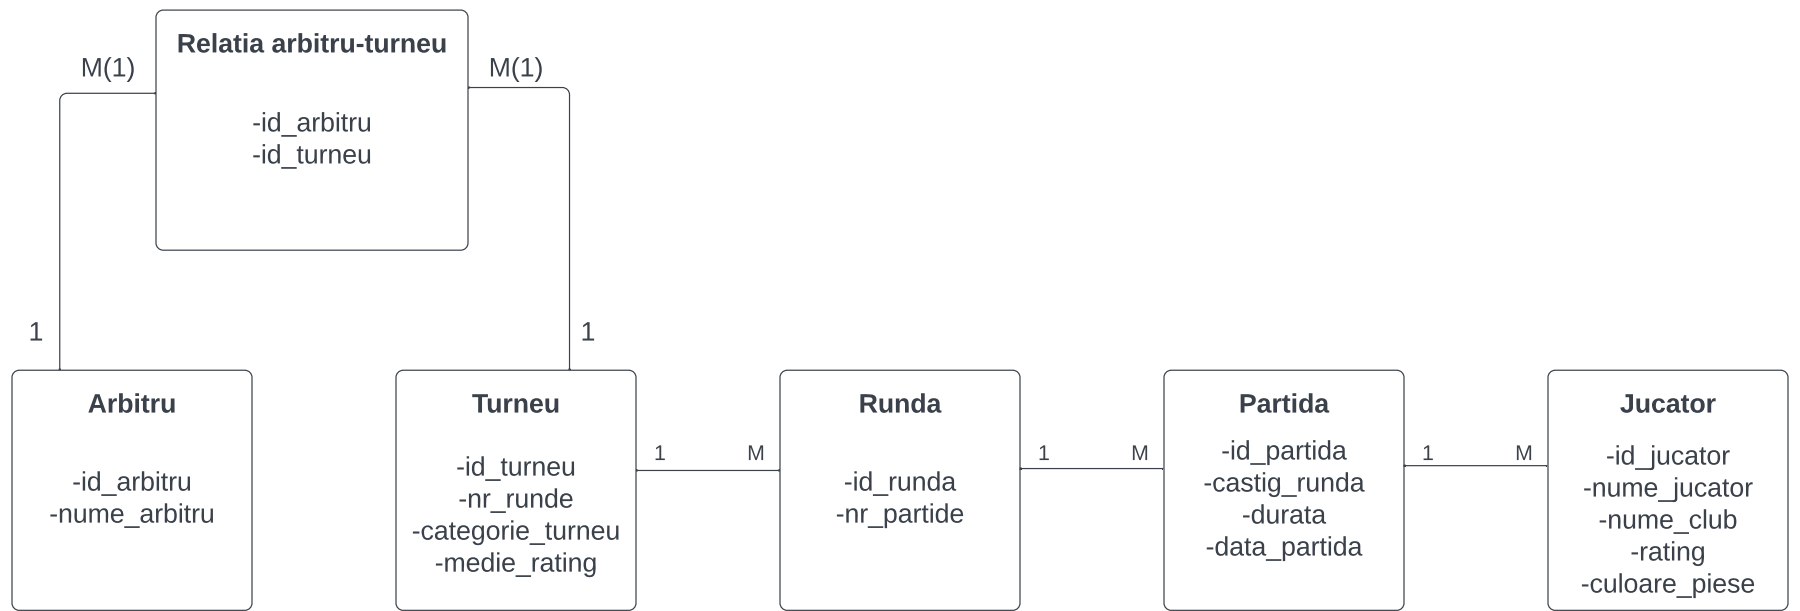 Relatia arbitru-turneu
M(1)
M(1)
-id_arbitru
-id_turneu
1
1
Arbitru
-id_arbitru
-nume_arbitru
Turneu
-id_turneu
-nr_runde
-categorie_turneu
-medie_rating
1
M
Runda
-id_runda
-nr_partide
1
M
Partida
-id_partida
-castig_runda
-durata
-data_partida
1
M
Jucator
-id_jucator
-nume_jucator
-nume_club
-rating
-culoare_piese